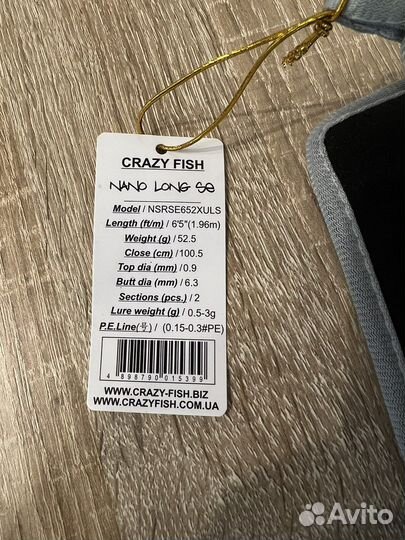 CRAZY FISH
NANO LONG SE
Model / NSRSE652XULS
Length (ft/m) / 6'5"(1.96m)
Weight (g) / 52.5
Close (cm) / 100.5
Top dia (mm) / 0.9
Butt dia (mm) / 6.3
Sections (pcs.) / 2
Lure weight (g) / 0.5-3g
P.E.Line(号) / (0.15-0.3#PE)
4 898790 015399
WWW.CRAZY-FISH.BIZ
WWW.CRAZYFISH.COM.UA
Avito